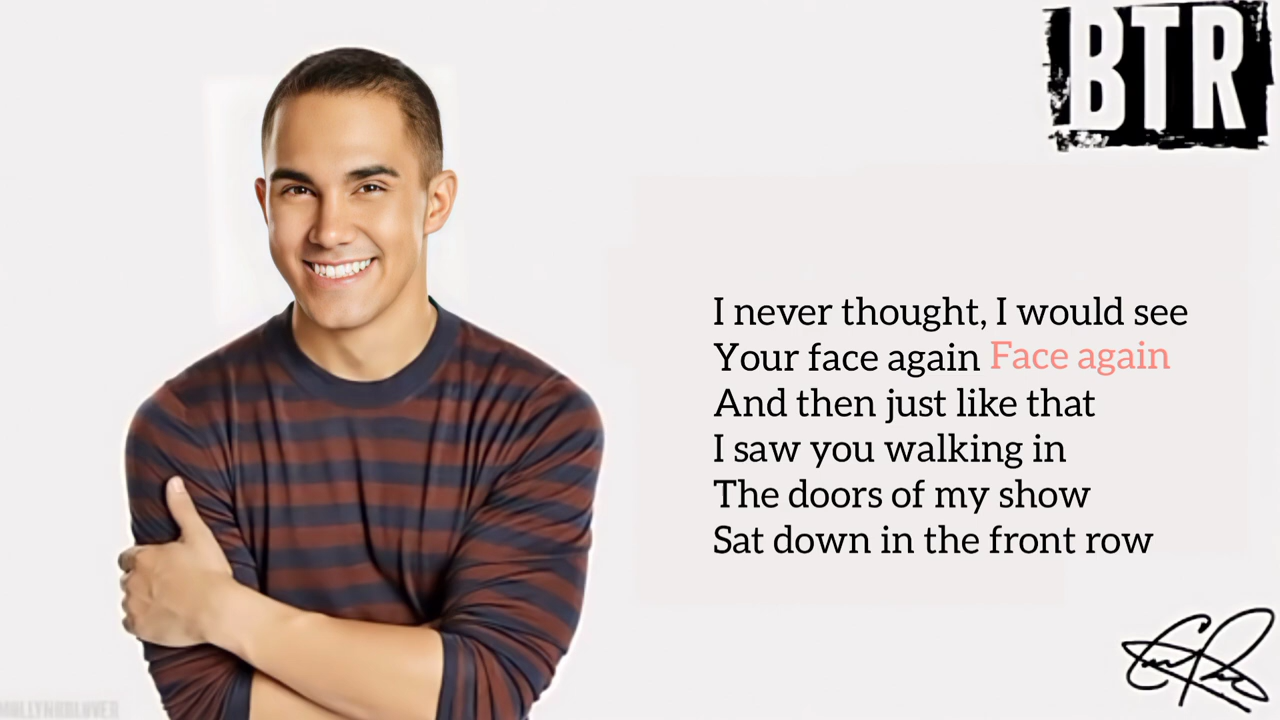 BTR
I never thought, I would see
Your face again Face again
And then just like that
I saw you walking in
The doors of my show
Sat down in the front row